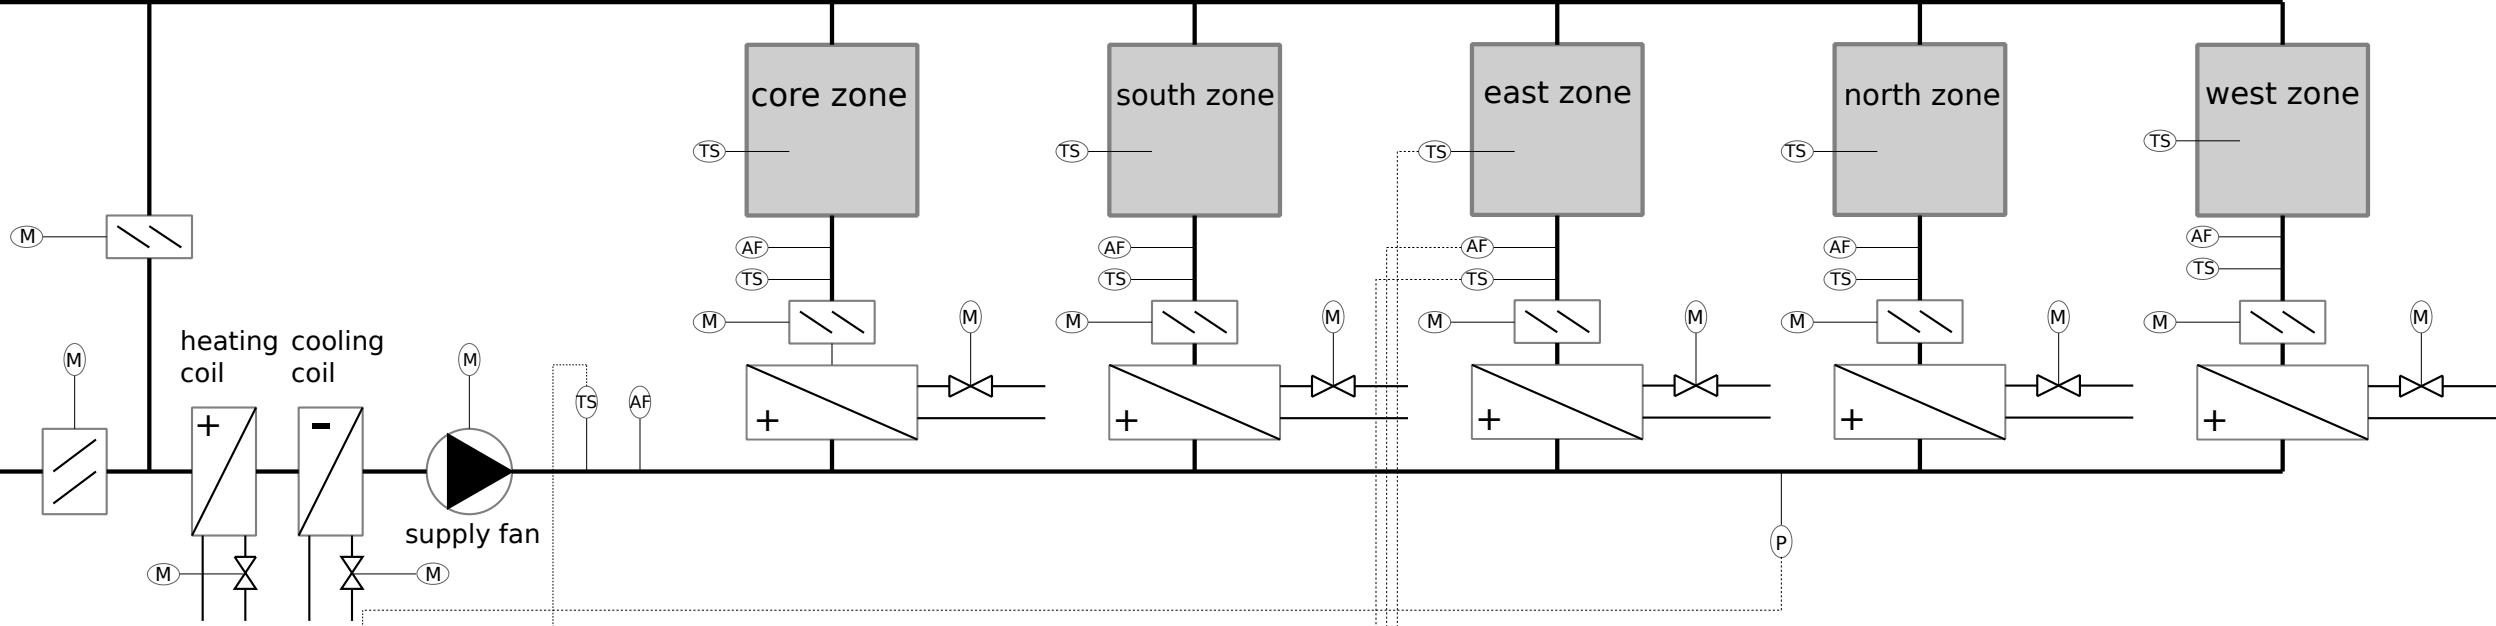 core zone
south zone
east zone
north zone
west zone
TS
TS
TS
TS
TS
M
AF
AF
AF
AF
AF
TS
TS
TS
TS
TS
M
M
M
M
M
M
M
M
M
M
heating
coil
cooling
coil
M
M
TS
AF
+
-
+
+
+
+
+
supply fan
P
M
M